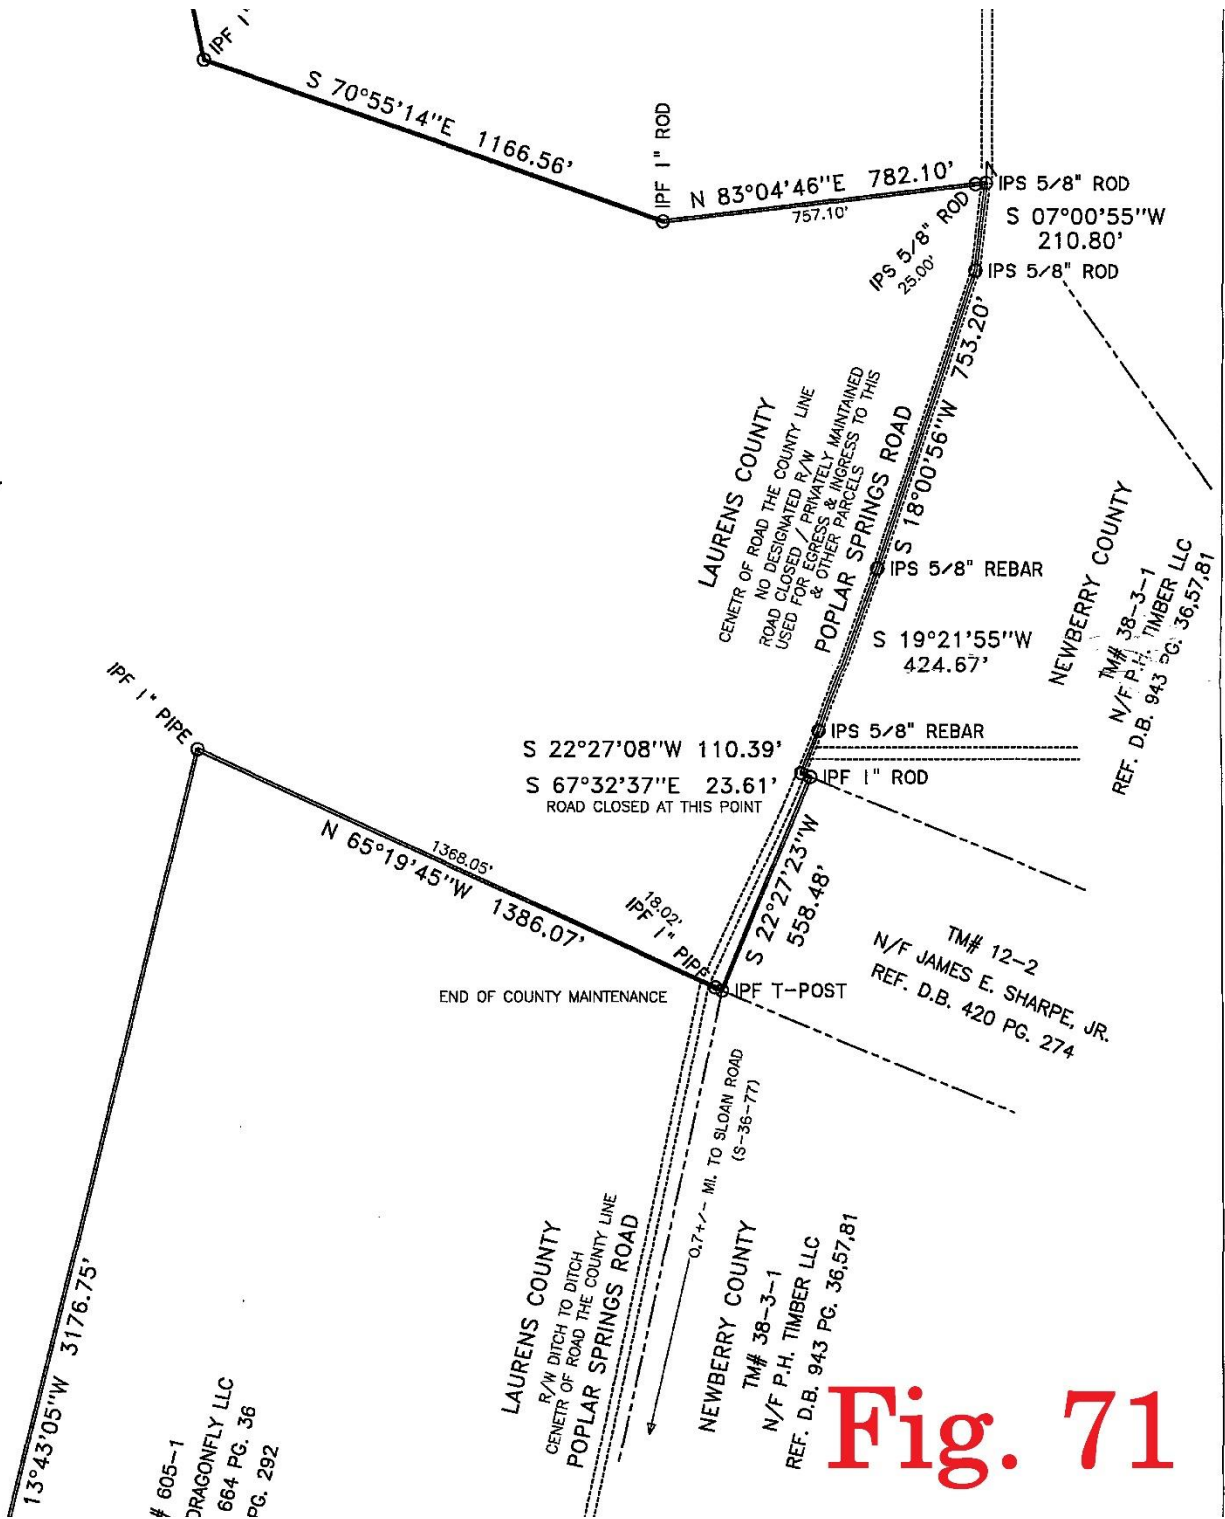 IPF 1"
S 70°55'14"E 1166.56'
IPF 1" ROD
N 83°04'46"E 782.10'
757.10'
IPS 5/8" ROD
25.00'
IPS 5/8" ROD
S 07°00'55"W
210.80'
IPS 5/8" ROD
S 18°00'56"W 753.20'
LAURENS COUNTY
CENETR OF ROAD THE COUNTY LINE
NO DESIGNATED R/W
ROAD CLOSED / PRIVATELY MAINTAINED
USED FOR EGRESS & INGRESS TO THIS
& OTHER PARCELS
POPLAR SPRINGS ROAD
IPS 5/8" REBAR
NEWBERRY COUNTY
TM# 38-3-1
N/F P.H. TIMBER LLC
REF. D.B. 943 PG. 36,57,81
S 19°21'55"W
424.67'
IPF 1" PIPE
IPS 5/8" REBAR
S 22°27'08"W 110.39'
S 67°32'37"E 23.61'
ROAD CLOSED AT THIS POINT
IPF 1" ROD
1368.05'
N 65°19'45"W 1386.07'
18.02'
IPF 1" PIPE
S 22°27'23"W
558.48'
TM# 12-2
N/F JAMES E. SHARPE, JR.
REF. D.B. 420 PG. 274
END OF COUNTY MAINTENANCE
IPF T-POST
0.7+/- MI. TO SLOAN ROAD
(S-36-77)
LAURENS COUNTY
R/W DITCH TO DITCH
CENETR OF ROAD THE COUNTY LINE
POPLAR SPRINGS ROAD
NEWBERRY COUNTY
TM# 38-3-1
N/F P.H. TIMBER LLC
REF. D.B. 943 PG. 36,57,81
13°43'05"W 3176.75'
# 605-1
DRAGONFLY LLC
664 PG. 36
PG. 292
Fig. 71